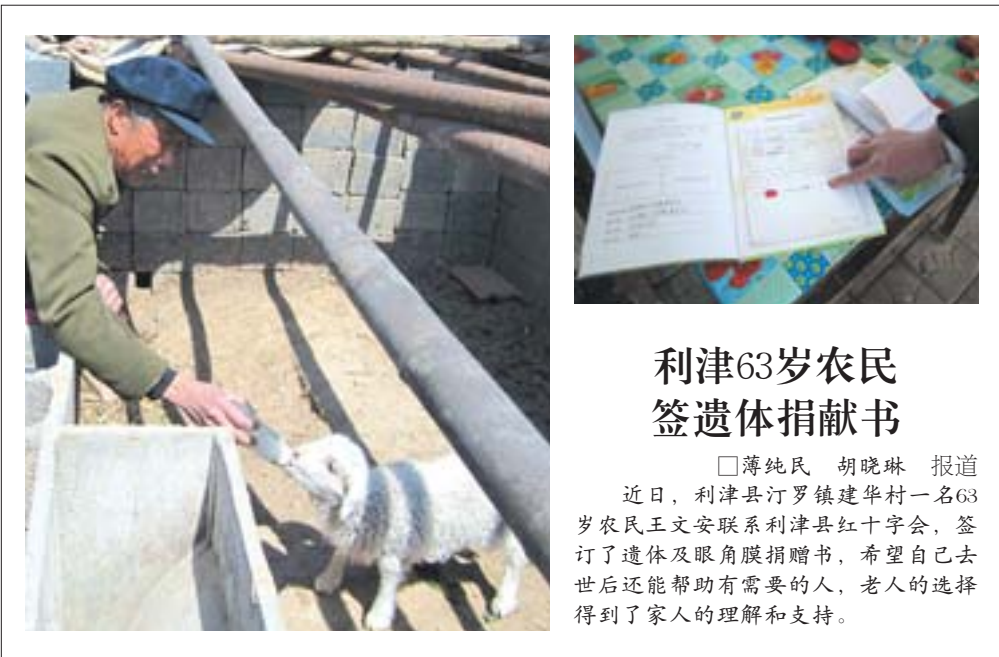 利津63岁农民
签遗体捐献书
□薄纯民 胡晓琳 报道
近日，利津县汀罗镇建华村一名63
岁农民王文安联系利津县红十字会，签
订了遗体及眼角膜捐赠书，希望自己去
世后还能帮助有需要的人，老人的选择
得到了家人的理解和支持。